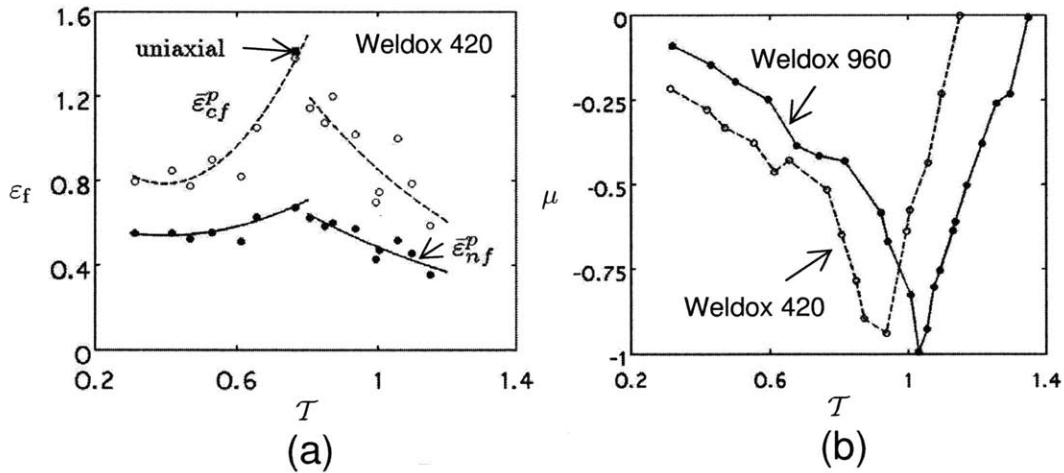 1.6
1.2
0.8
0.4
0
εf
uniaxial
Weldox 420
ε̄ᵖcf
ε̄ᵖnf
0.2
0.6
1
1.4
𝒯
(a)
0
-0.25
-0.5
-0.75
-1
μ
Weldox 960
Weldox 420
0.2
0.6
1
1.4
𝒯
(b)